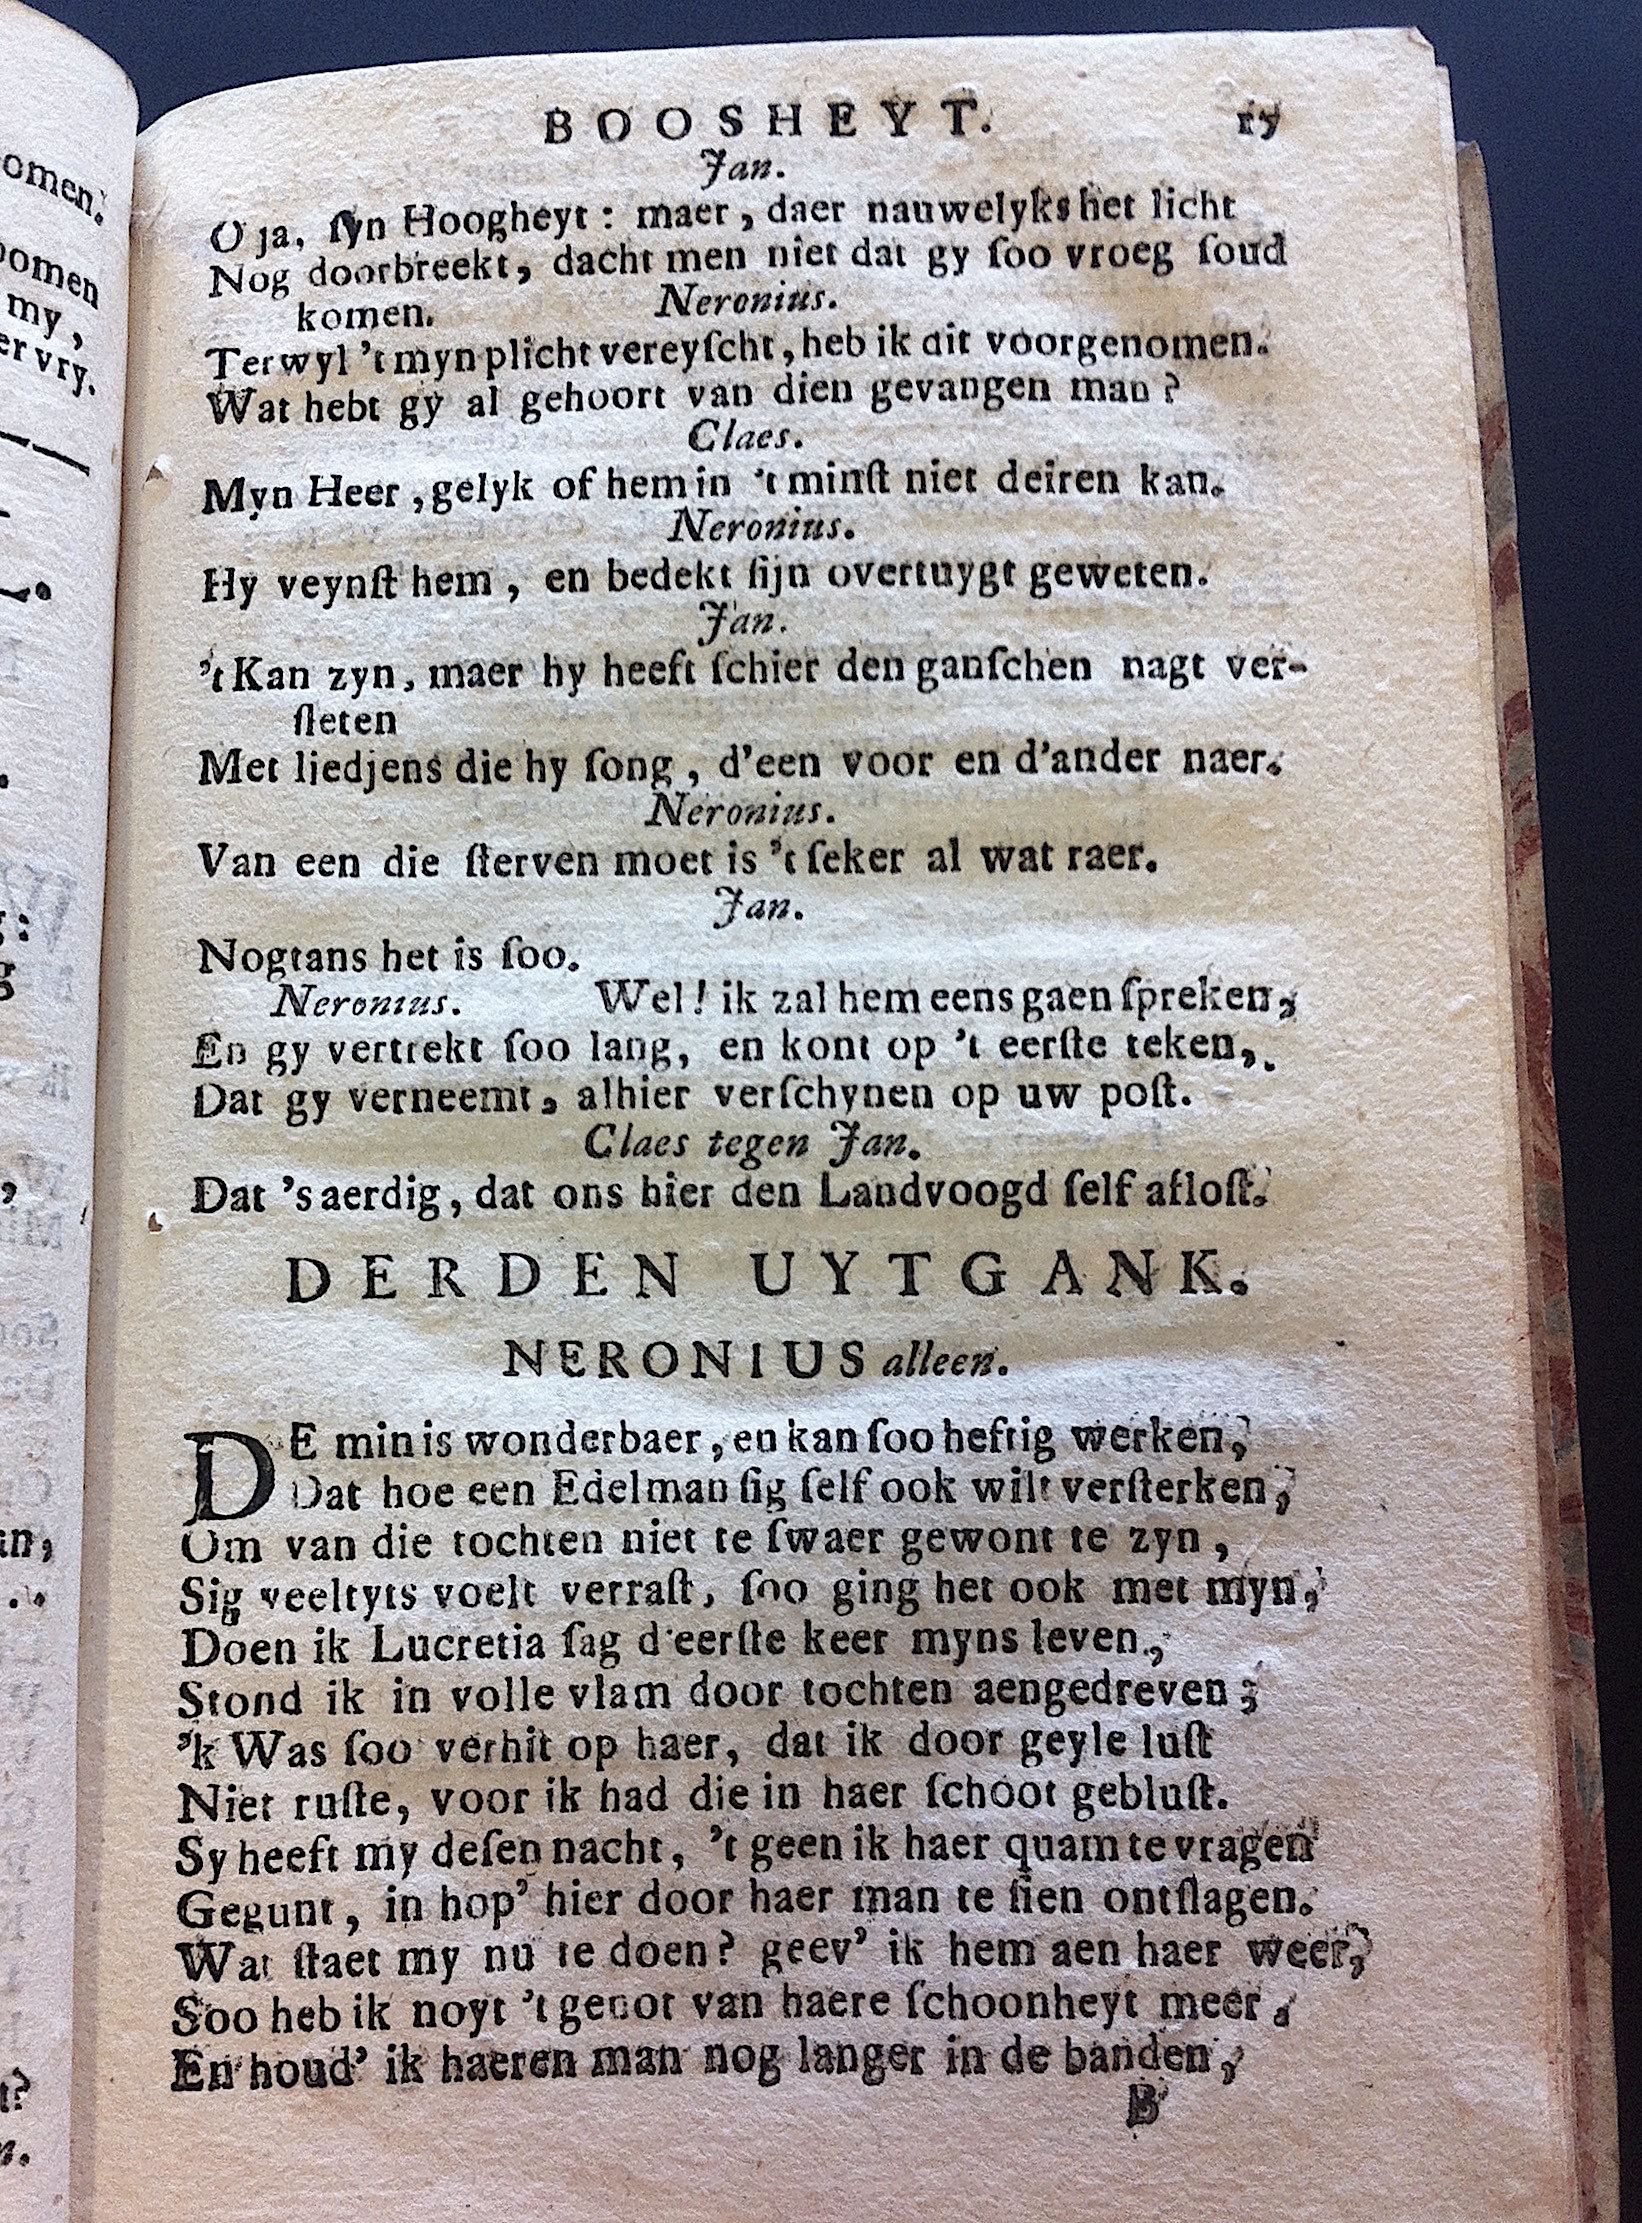 BOOSHEYT. 17
Jan.
O ja, ſyn Hoogheyt : maer, daer nauwelyks het licht
Nog doorbreekt, dacht men niet dat gy ſoo vroeg ſoud
komen.
Neronius.
Terwyl 't myn plicht vereyſcht, heb ik dit voorgenomen.
Wat hebt gy al gehoort van dien gevangen man?
Claes.
Myn Heer, gelyk of hem in 't minſt niet deiren kan.
Neronius.
Hy veynſt hem, en bedekt ſijn overtuygt geweten.
Jan.
't Kan zyn, maer hy heeft ſchier den ganſchen nagt ver-
ſleten
Met liedjens die hy ſong, d'een voor en d'ander naer.
Neronius.
Van een die ſterven moet is 't ſeker al wat raer.
Jan.
Nogtans het is ſoo.
Neronius. Wel! ik zal hem eens gaen ſpreken,
En gy vertrekt ſoo lang, en kont op 't eerſte teken,
Dat gy verneemt, alhier verſchynen op uw poſt.
Claes tegen Jan.
Dat 's aerdig, dat ons hier den Landvoogd ſelf afloſt.
DERDEN UYTGANK.
NERONIUS alleen.
DE min is wonderbaer, en kan ſoo heftig werken,
Dat hoe een Edelman ſig ſelf ook wilt verſterken,
Om van die tochten niet te ſwaer gewont te zyn,
Sig veeltyts voelt verraſt, ſoo ging het ook met myn,
Doen ik Lucretia ſag d'eerſte keer myns leven,
Stond ik in volle vlam door tochten aengedreven;
'k Was ſoo verhit op haer, dat ik door geyle luſt
Niet ruſte, voor ik had die in haer ſchoot gebluſt.
Sy heeft my deſen nacht, 't geen ik haer quam te vragen
Gegunt, in hop' hier door haer man te ſien ontſlagen.
Wat ſtaet my nu te doen? geev' ik hem aen haer weer,
Soo heb ik noyt 't genot van haere ſchoonheyt meer,
En houd' ik haeren man nog langer in de banden,
B